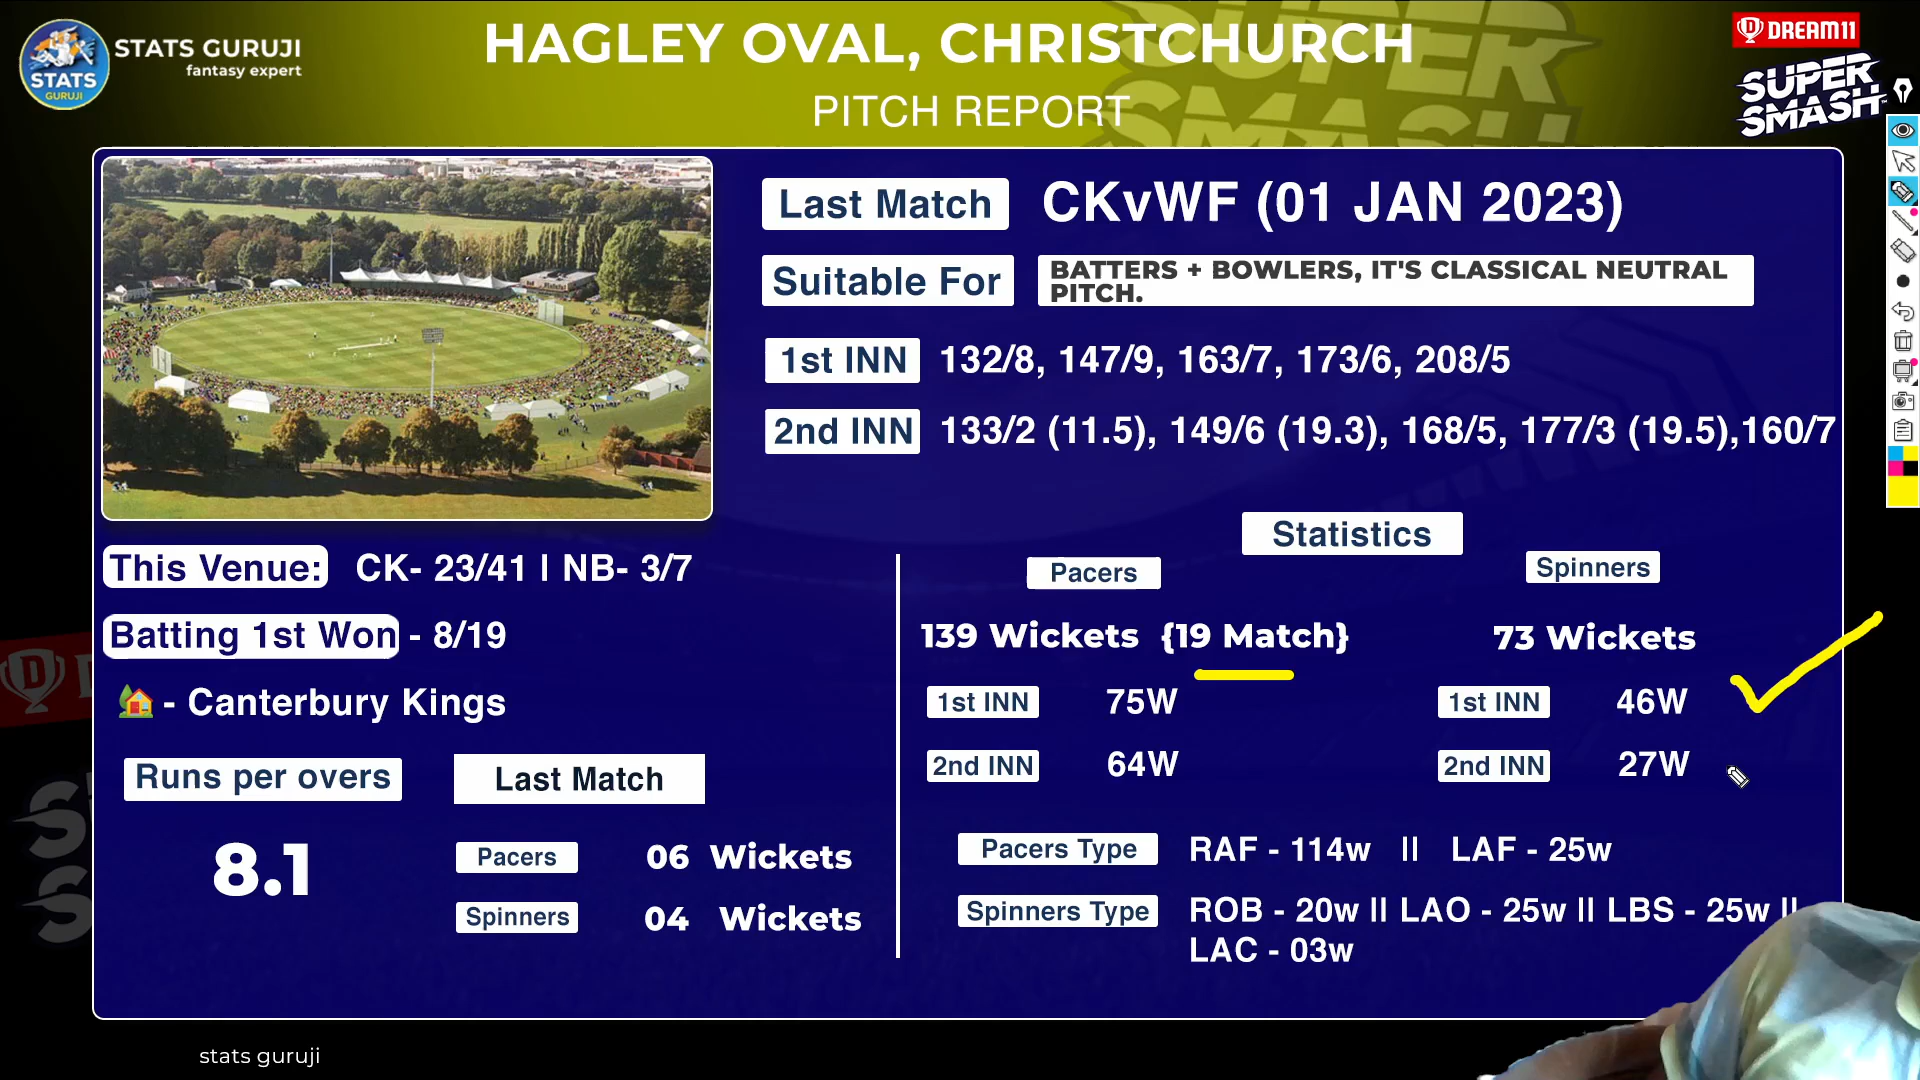 STATS GURUJI
fantasy expert
STATS
GURUJI
HAGLEY OVAL, CHRISTCHURCH
PITCH REPORT
DREAM11
SUPER
SMASH
SUPER
SMASH
Last Match CKvWF (01 JAN 2023)
Suitable For BATTERS + BOWLERS, IT'S CLASSICAL NEUTRAL
PITCH.
1st INN 132/8, 147/9, 163/7, 173/6, 208/5
2nd INN 133/2 (11.5), 149/6 (19.3), 168/5, 177/3 (19.5),160/7
This Venue: CK- 23/41 | NB- 3/7
Batting 1st Won - 8/19
- Canterbury Kings
Runs per overs
8.1
Last Match
Pacers 06 Wickets
Spinners 04 Wickets
Statistics
Pacers
139 Wickets {19 Match}
1st INN 75W
2nd INN 64W
Spinners
73 Wickets
1st INN 46W
2nd INN 27W
Pacers Type RAF - 114w || LAF - 25w
Spinners Type ROB - 20w || LAO - 25w || LBS - 25w ||
LAC - 03w
stats guruji